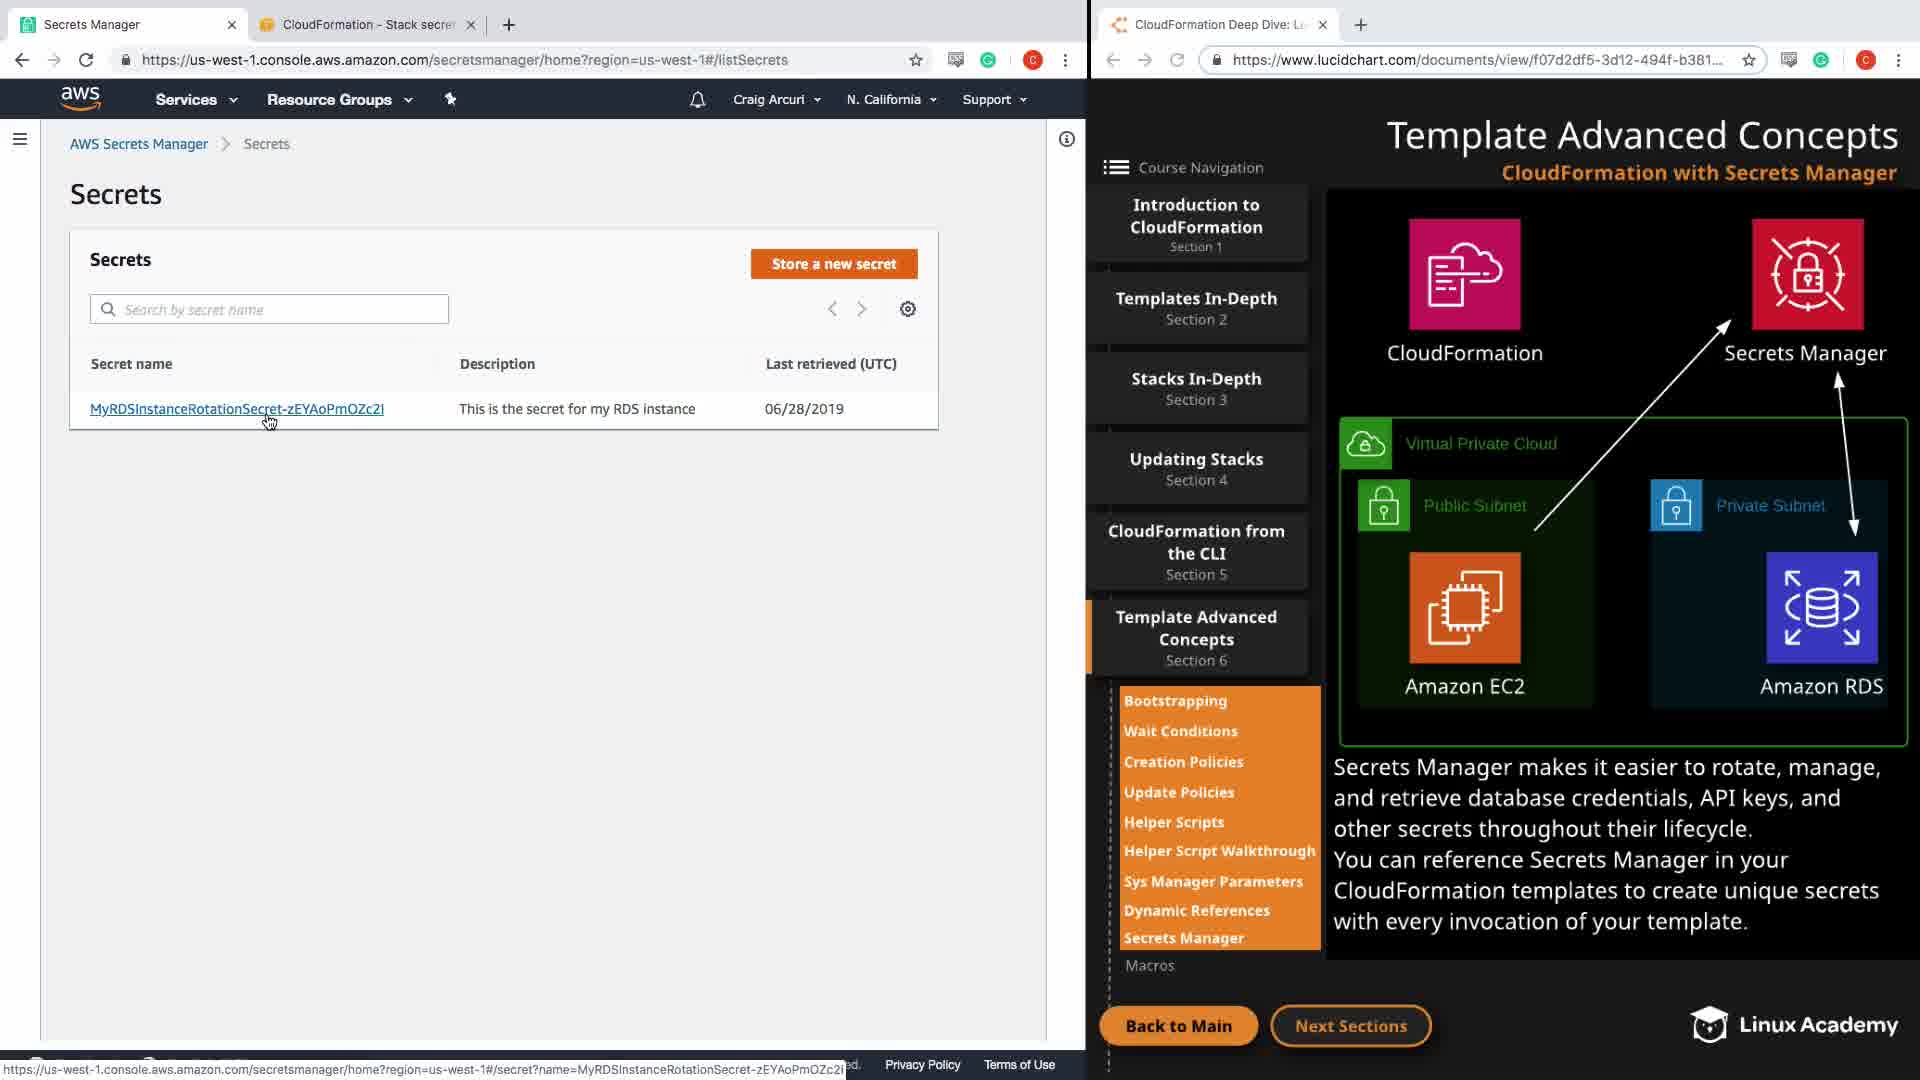 Secrets Manager
CloudFormation - Stack secret
https://us-west-1.console.aws.amazon.com/secretsmanager/home?region=us-west-1#/listSecrets
aws
Services
Resource Groups
Craig Arcuri
N. California
Support
AWS Secrets Manager > Secrets
Secrets
Secrets
Store a new secret
Search by secret name
Secret name
Description
Last retrieved (UTC)
MyRDSInstanceRotationSecret-zEYAoPmOZc2I
This is the secret for my RDS instance
06/28/2019
Privacy Policy
Terms of Use
https://us-west-1.console.aws.amazon.com/secretsmanager/home?region=us-west-1#/secret?name=MyRDSInstanceRotationSecret-zEYAoPmOZc2I
CloudFormation Deep Dive: Le
https://www.lucidchart.com/documents/view/f07d2df5-3d12-494f-b381...
Template Advanced Concepts
CloudFormation with Secrets Manager
Course Navigation
Introduction to
CloudFormation
Section 1
Templates In-Depth
Section 2
Stacks In-Depth
Section 3
Updating Stacks
Section 4
CloudFormation from
the CLI
Section 5
Template Advanced
Concepts
Section 6
Bootstrapping
Wait Conditions
Creation Policies
Update Policies
Helper Scripts
Helper Script Walkthrough
Sys Manager Parameters
Dynamic References
Secrets Manager
Macros
Back to Main
Next Sections
CloudFormation
Secrets Manager
Virtual Private Cloud
Public Subnet
Private Subnet
Amazon EC2
Amazon RDS
Secrets Manager makes it easier to rotate, manage,
and retrieve database credentials, API keys, and
other secrets throughout their lifecycle.
You can reference Secrets Manager in your
CloudFormation templates to create unique secrets
with every invocation of your template.
Linux Academy